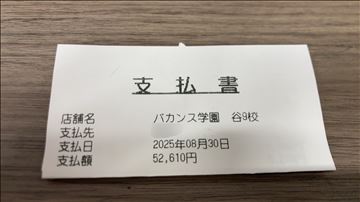 支払書
店舗名 バカンス学園 谷9校
支払先
支払日 2025年08月30日
支払額 52,610円